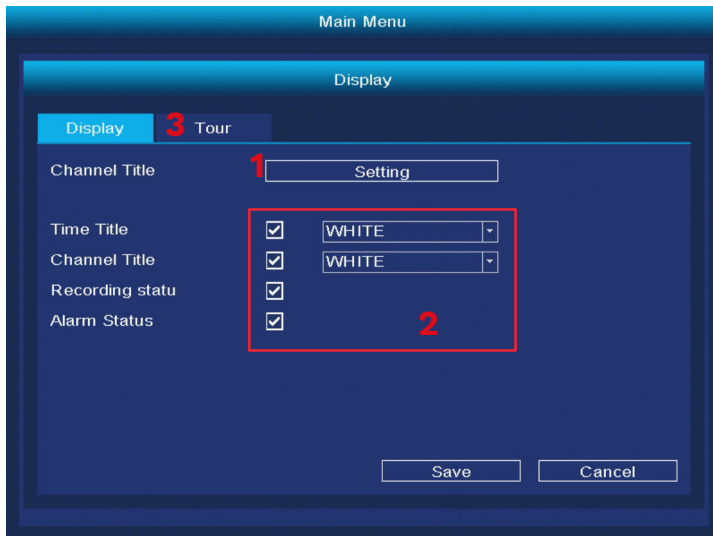 Main Menu
Display
Display 3 Tour
Channel Title 1 Setting
Time Title WHITE
Channel Title WHITE
Recording statu
Alarm Status 2
Save Cancel